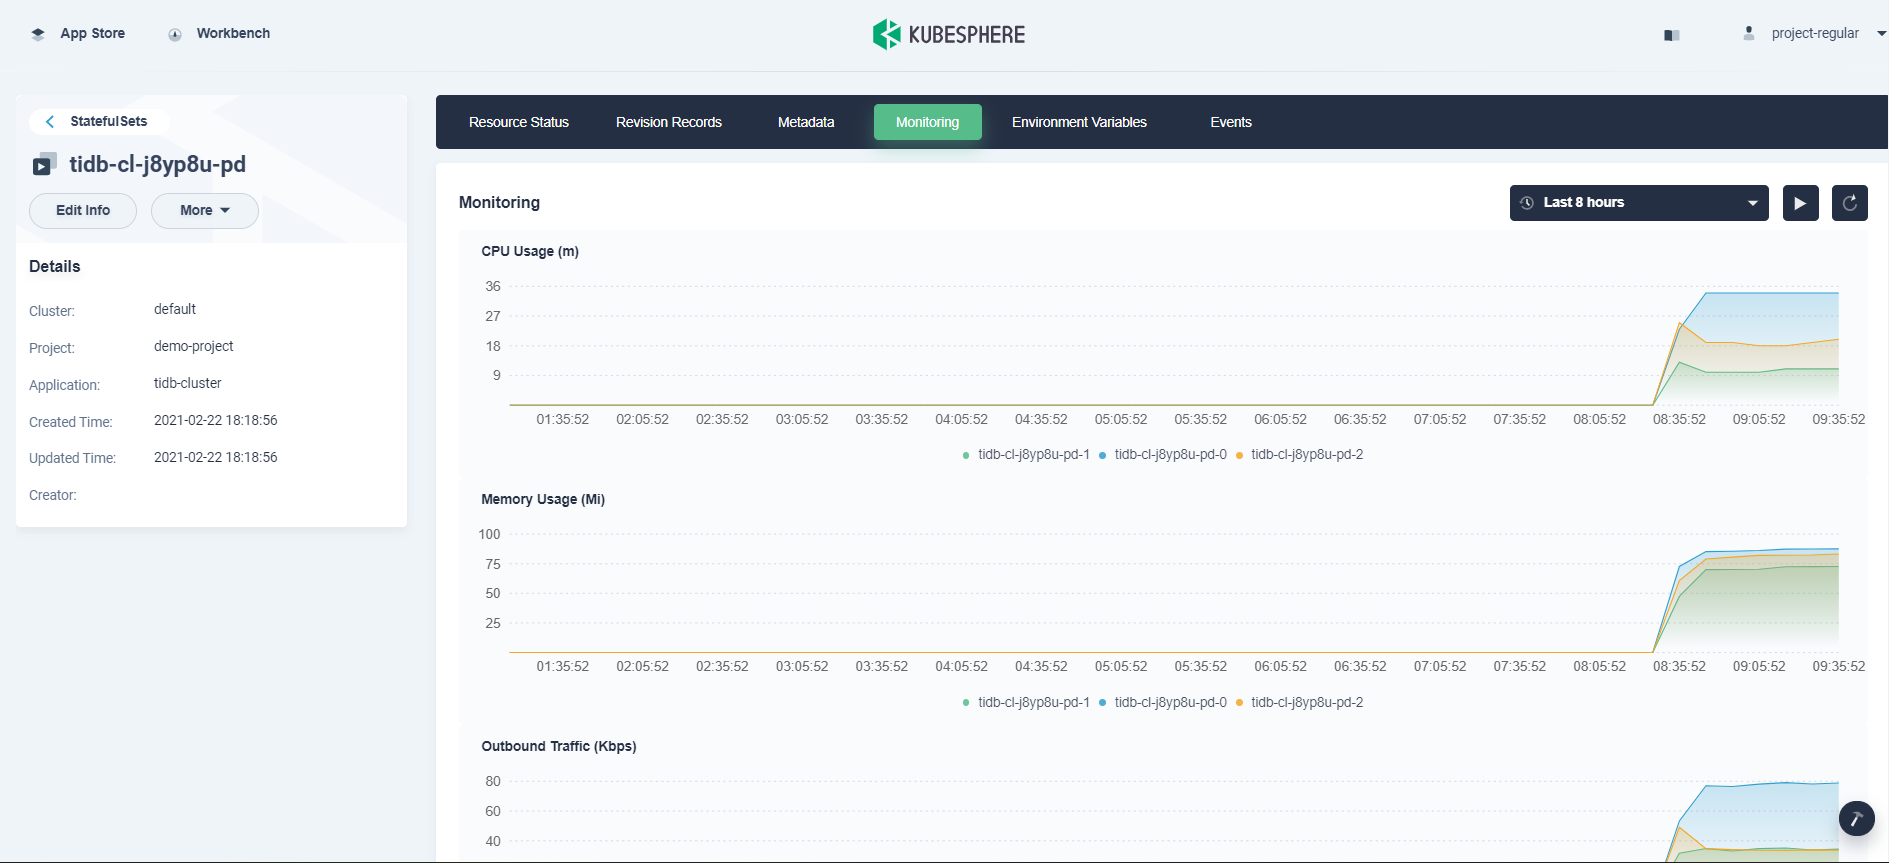 App Store Workbench KUBESPHERE project-regular
StatefulSets
tidb-cl-j8yp8u-pd
Edit Info More
Details
Cluster: default
Project: demo-project
Application: tidb-cluster
Created Time: 2021-02-22 18:18:56
Updated Time: 2021-02-22 18:18:56
Creator:
Resource Status Revision Records Metadata Monitoring Environment Variables Events
Monitoring Last 8 hours
CPU Usage (m)
36
27
18
9
01:35:52 02:05:52 02:35:52 03:05:52 03:35:52 04:05:52 04:35:52 05:05:52 05:35:52 06:05:52 06:35:52 07:05:52 07:35:52 08:05:52 08:35:52 09:05:52 09:35:52
tidb-cl-j8yp8u-pd-1 tidb-cl-j8yp8u-pd-0 tidb-cl-j8yp8u-pd-2
Memory Usage (Mi)
100
75
50
25
01:35:52 02:05:52 02:35:52 03:05:52 03:35:52 04:05:52 04:35:52 05:05:52 05:35:52 06:05:52 06:35:52 07:05:52 07:35:52 08:05:52 08:35:52 09:05:52 09:35:52
tidb-cl-j8yp8u-pd-1 tidb-cl-j8yp8u-pd-0 tidb-cl-j8yp8u-pd-2
Outbound Traffic (Kbps)
80
60
40